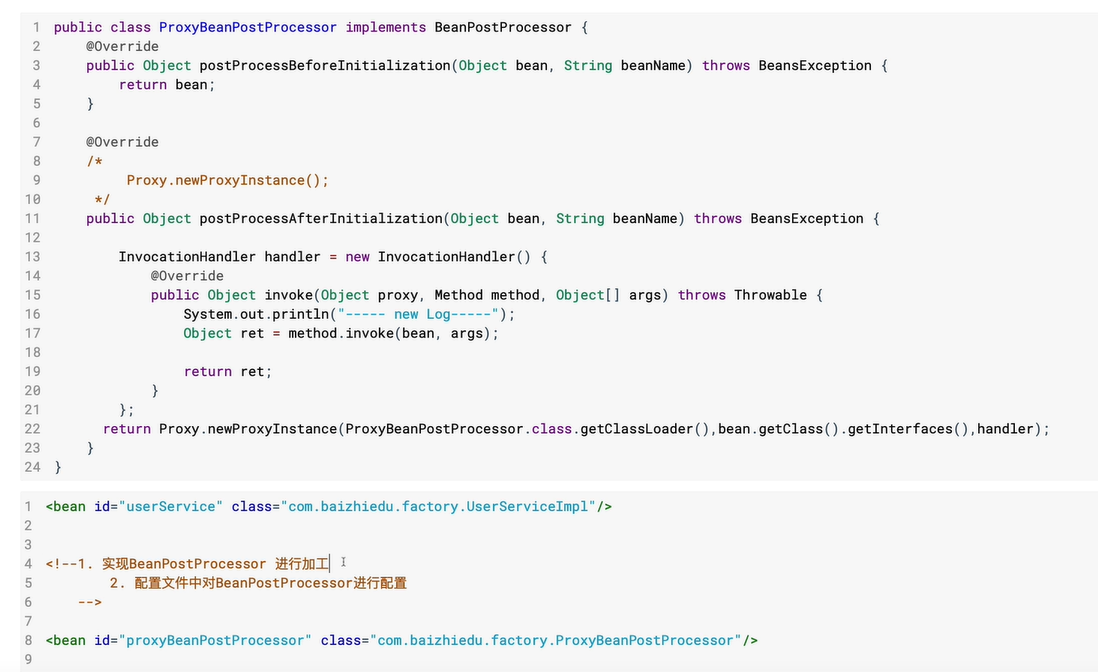 1 public class ProxyBeanPostProcessor implements BeanPostProcessor {
2     @Override
3     public Object postProcessBeforeInitialization(Object bean, String beanName) throws BeansException {
4         return bean;
5     }
6
7     @Override
8     /*
9          Proxy.newProxyInstance();
10      */
11     public Object postProcessAfterInitialization(Object bean, String beanName) throws BeansException {
12
13         InvocationHandler handler = new InvocationHandler() {
14             @Override
15             public Object invoke(Object proxy, Method method, Object[] args) throws Throwable {
16                 System.out.println("----- new Log-----");
17                 Object ret = method.invoke(bean, args);
18
19                 return ret;
20             }
21         };
22       return Proxy.newProxyInstance(ProxyBeanPostProcessor.class.getClassLoader(),bean.getClass().getInterfaces(),handler);
23     }
24 }
1 <bean id="userService" class="com.baizhiedu.factory.UserServiceImpl"/>
2
3
4 <!--1. 实现BeanPostProcessor 进行加工
5         2. 配置文件中对BeanPostProcessor进行配置
6     -->
7
8 <bean id="proxyBeanPostProcessor" class="com.baizhiedu.factory.ProxyBeanPostProcessor"/>
9